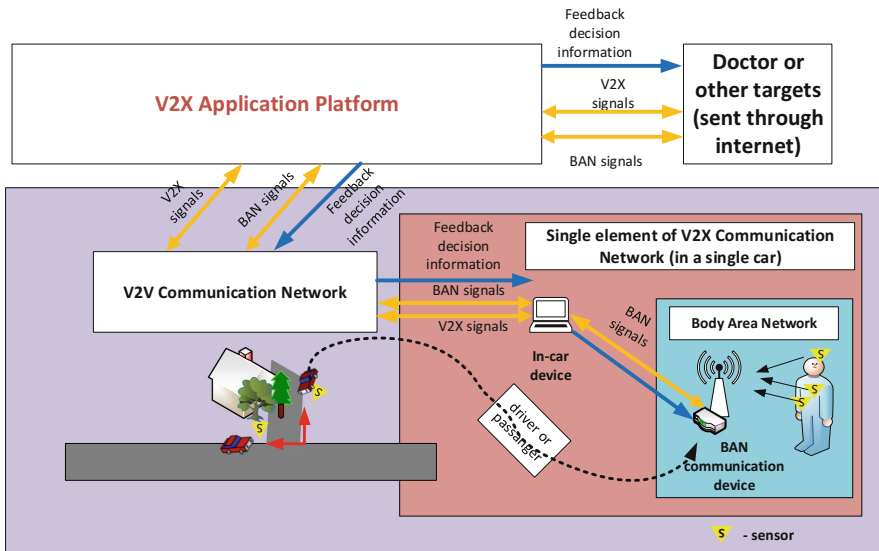 Feedback
decision
information
V2X Application Platform
V2X
signals
BAN signals
Doctor or
other targets
(sent through
internet)
V2X
signals
BAN signals
Feedback
decision
information
V2V Communication Network
Feedback
decision
information
BAN signals
V2X signals
Single element of V2X Communication
Network (in a single car)
In-car
device
BAN
signals
Body Area Network
S
S
S
S
BAN
communication
device
driver or
passanger
S
S
S
- sensor